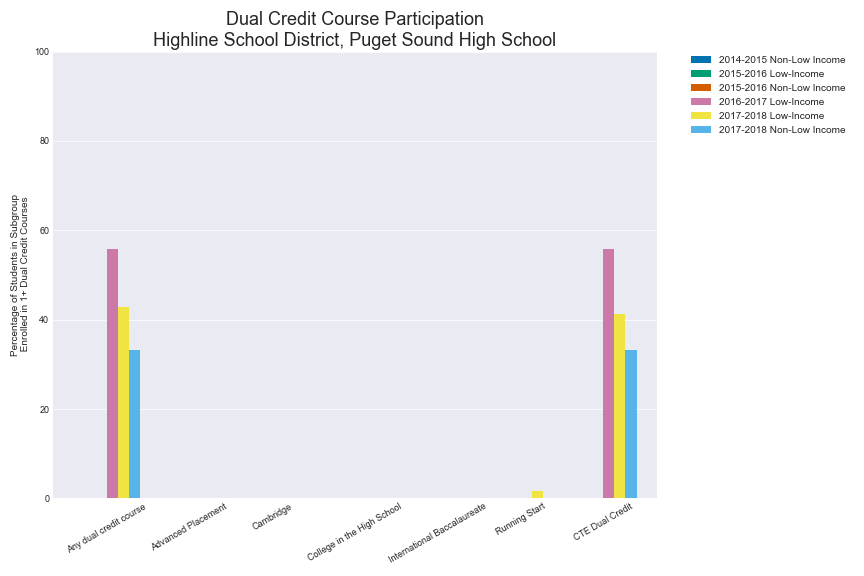 Dual Credit Course Participation
Highline School District, Puget Sound High School
2014-2015 Non-Low Income
2015-2016 Low-Income
2015-2016 Non-Low Income
2016-2017 Low-Income
2017-2018 Low-Income
2017-2018 Non-Low Income
Percentage of Students in Subgroup
Enrolled in 1+ Dual Credit Courses
100
80
60
40
20
0
Any dual credit course
Advanced Placement
Cambridge
College in the High School
International Baccalaureate
Running Start
CTE Dual Credit